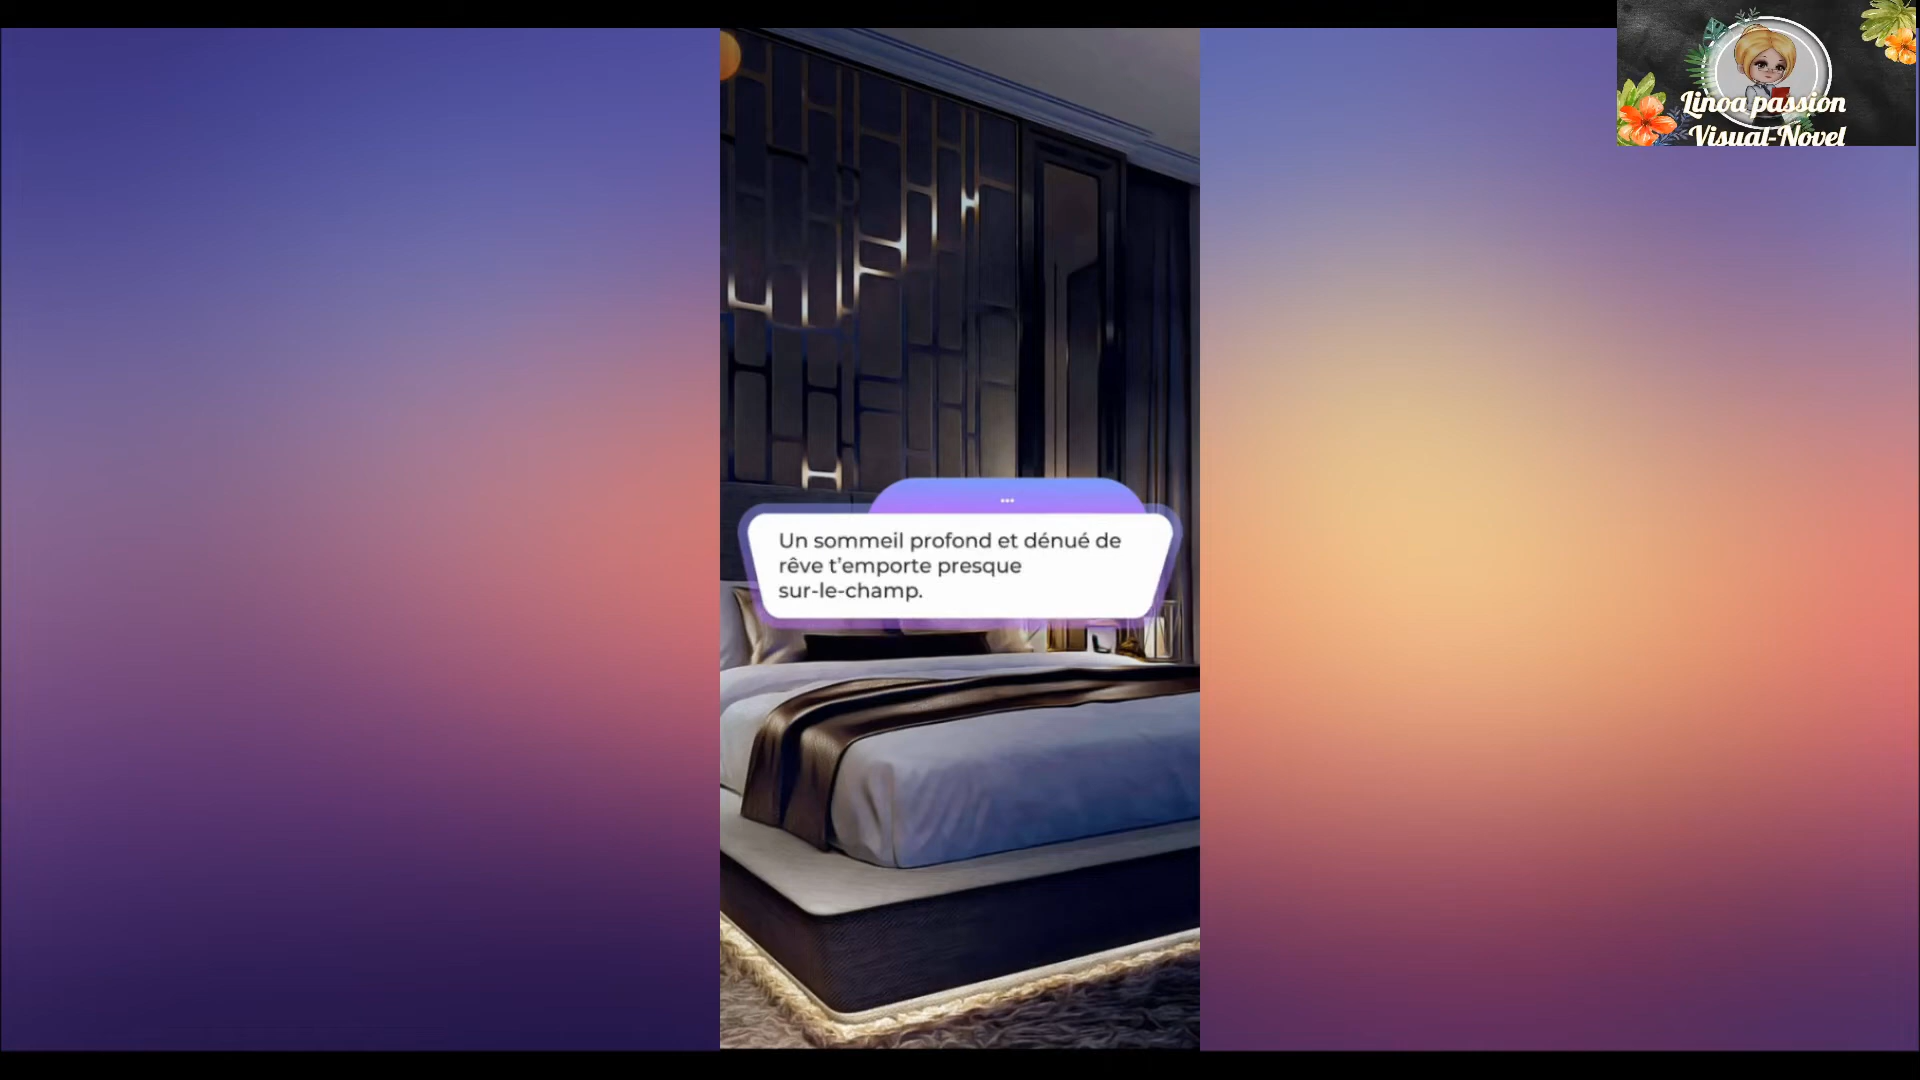 Linoa passion
Visual-Novel
...
Un sommeil profond et dénué de
rêve t'emporte presque
sur-le-champ.